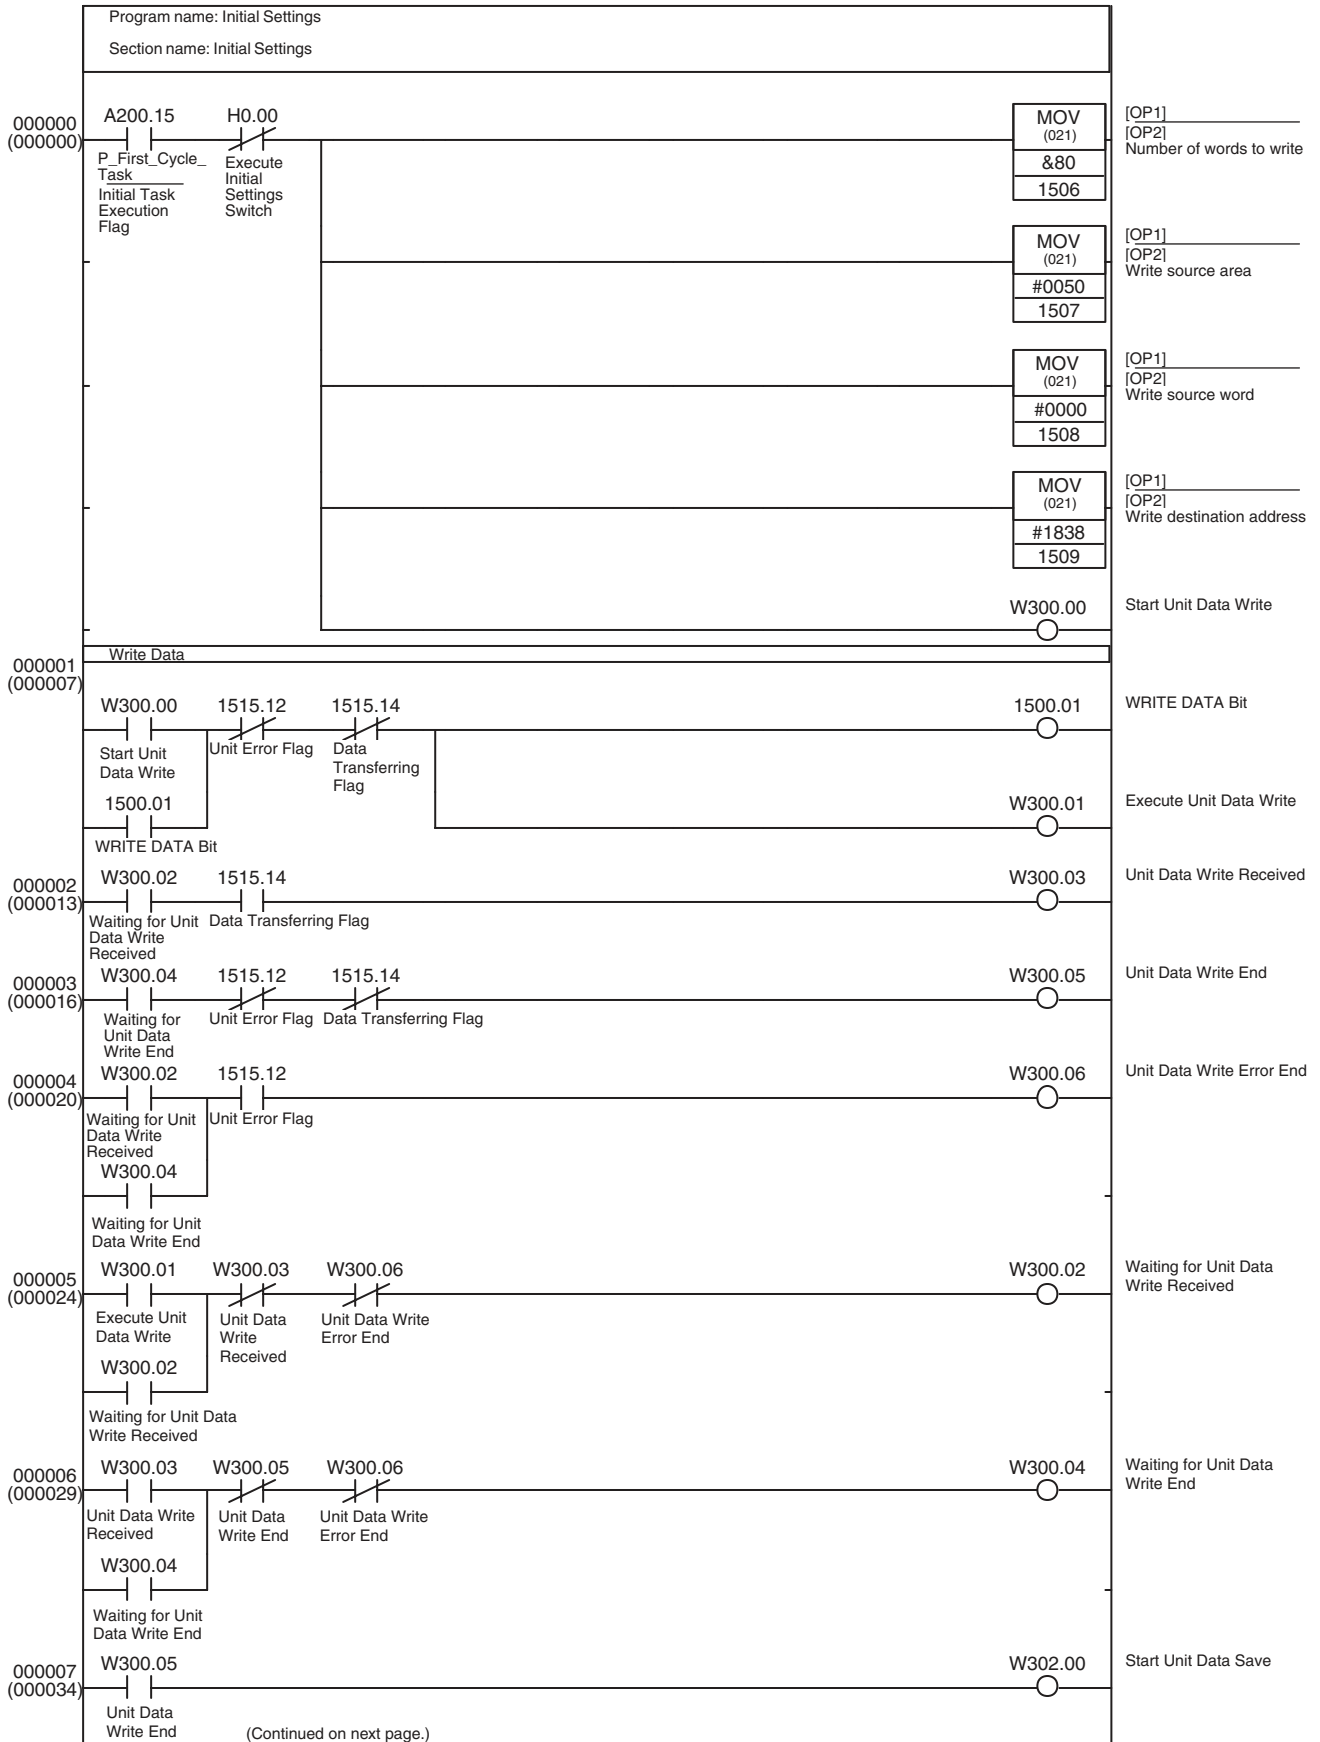 Program name: Initial Settings
Section name: Initial Settings
000000
(000000)
A200.15
H0.00
P_First_Cycle_
Task
Initial Task
Execution
Flag
Execute
Initial
Settings
Switch
MOV
(021)
&80
1506
[OP1]
[OP2]
Number of words to write
MOV
(021)
#0050
1507
[OP1]
[OP2]
Write source area
MOV
(021)
#0000
1508
[OP1]
[OP2]
Write source word
MOV
(021)
#1838
1509
[OP1]
[OP2]
Write destination address
W300.00
Start Unit Data Write
Write Data
000001
(000007)
W300.00
1515.12
1515.14
1500.01
WRITE DATA Bit
Start Unit
Data Write
Unit Error Flag
Data
Transferring
Flag
1500.01
WRITE DATA Bit
W300.01
Execute Unit Data Write
000002
(000013)
W300.02
1515.14
W300.03
Unit Data Write Received
Waiting for Unit
Data Write
Received
Data Transferring Flag
000003
(000016)
W300.04
1515.12
1515.14
W300.05
Unit Data Write End
Waiting for
Unit Data
Write End
Unit Error Flag
Data Transferring Flag
000004
(000020)
W300.02
1515.12
W300.06
Unit Data Write Error End
Waiting for Unit
Data Write
Received
Unit Error Flag
W300.04
Waiting for Unit
Data Write End
000005
(000024)
W300.01
W300.03
W300.06
W300.02
Waiting for Unit Data
Write Received
Execute Unit
Data Write
Unit Data
Write
Received
Unit Data Write
Error End
W300.02
Waiting for Unit Data
Write Received
000006
(000029)
W300.03
W300.05
W300.06
W300.04
Waiting for Unit Data
Write End
Unit Data Write
Received
Unit Data
Write End
Unit Data Write
Error End
W300.04
Waiting for Unit
Data Write End
000007
(000034)
W300.05
W302.00
Start Unit Data Save
Unit Data
Write End
(Continued on next page.)